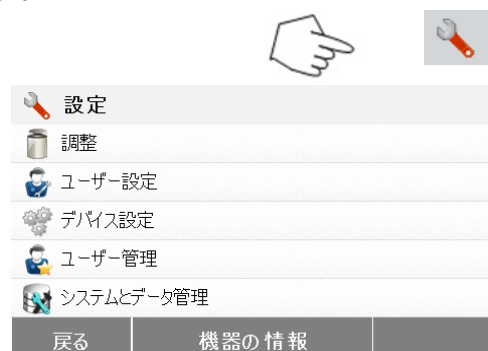 設定
調整
ユーザー設定
デバイス設定
ユーザー管理
システムとデータ管理
戻る 機器の情報